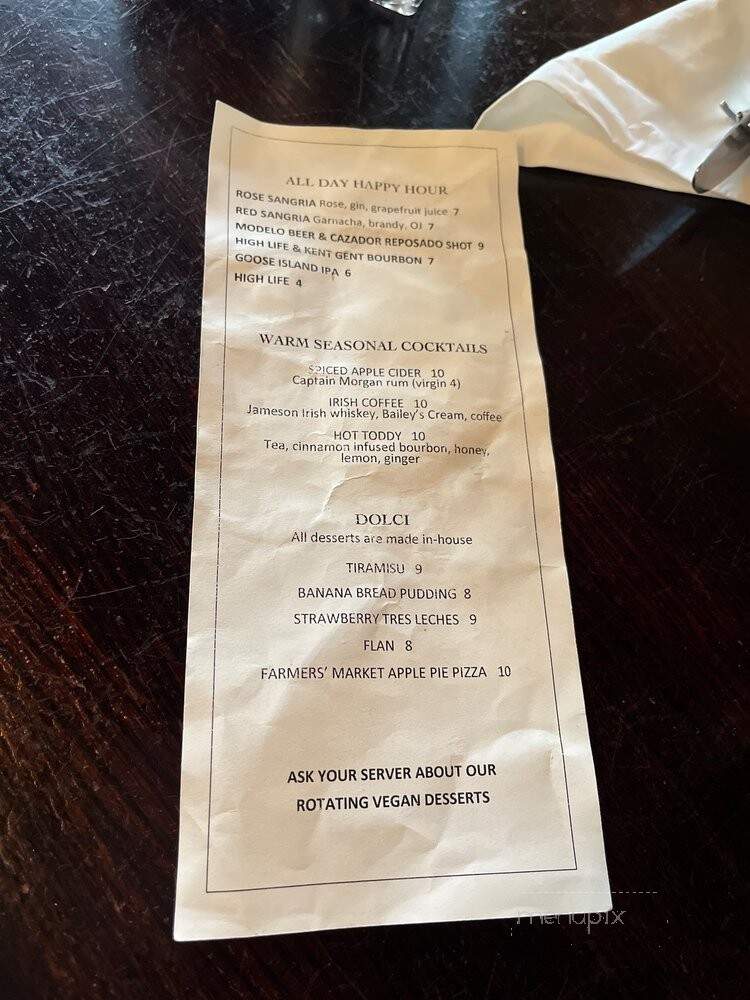 ALL DAY HAPPY HOUR
ROSE SANGRIA Rose, gin, grapefruit juice 7
RED SANGRIA Garnacha, brandy, OJ 7
MODELO BEER & CAZADOR REPOSADO SHOT 9
HIGH LIFE & KENT GENT BOURBON 7
GOOSE ISLAND IPA 6
HIGH LIFE 4
WARM SEASONAL COCKTAILS
SPICED APPLE CIDER 10
Captain Morgan rum (virgin 4)
IRISH COFFEE 10
Jameson Irish whiskey, Bailey's Cream, coffee
HOT TODDY 10
Tea, cinnamon infused bourbon, honey,
lemon, ginger
DOLCI
All desserts are made in-house
TIRAMISU 9
BANANA BREAD PUDDING 8
STRAWBERRY TRES LECHES 9
FLAN 8
FARMERS' MARKET APPLE PIE PIZZA 10
ASK YOUR SERVER ABOUT OUR
ROTATING VEGAN DESSERTS
menupix